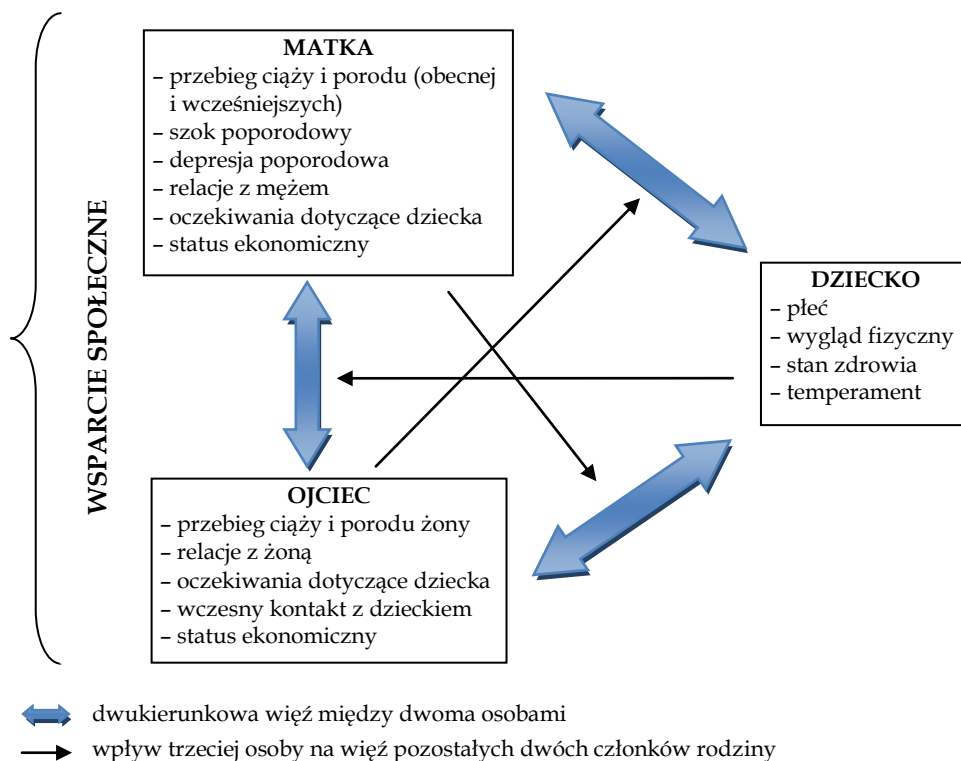 WSPARCIE SPOŁECZNE
MATKA
– przebieg ciąży i porodu (obecnej
i wcześniejszych)
– szok poporodowy
– depresja poporodowa
– relacje z mężem
– oczekiwania dotyczące dziecka
– status ekonomiczny
DZIECKO
– płeć
– wygląd fizyczny
– stan zdrowia
– temperament
OJCIEC
– przebieg ciąży i porodu żony
– relacje z żoną
– oczekiwania dotyczące dziecka
– wczesny kontakt z dzieckiem
– status ekonomiczny
dwukierunkowa więź między dwoma osobami
wpływ trzeciej osoby na więź pozostałych dwóch członków rodziny